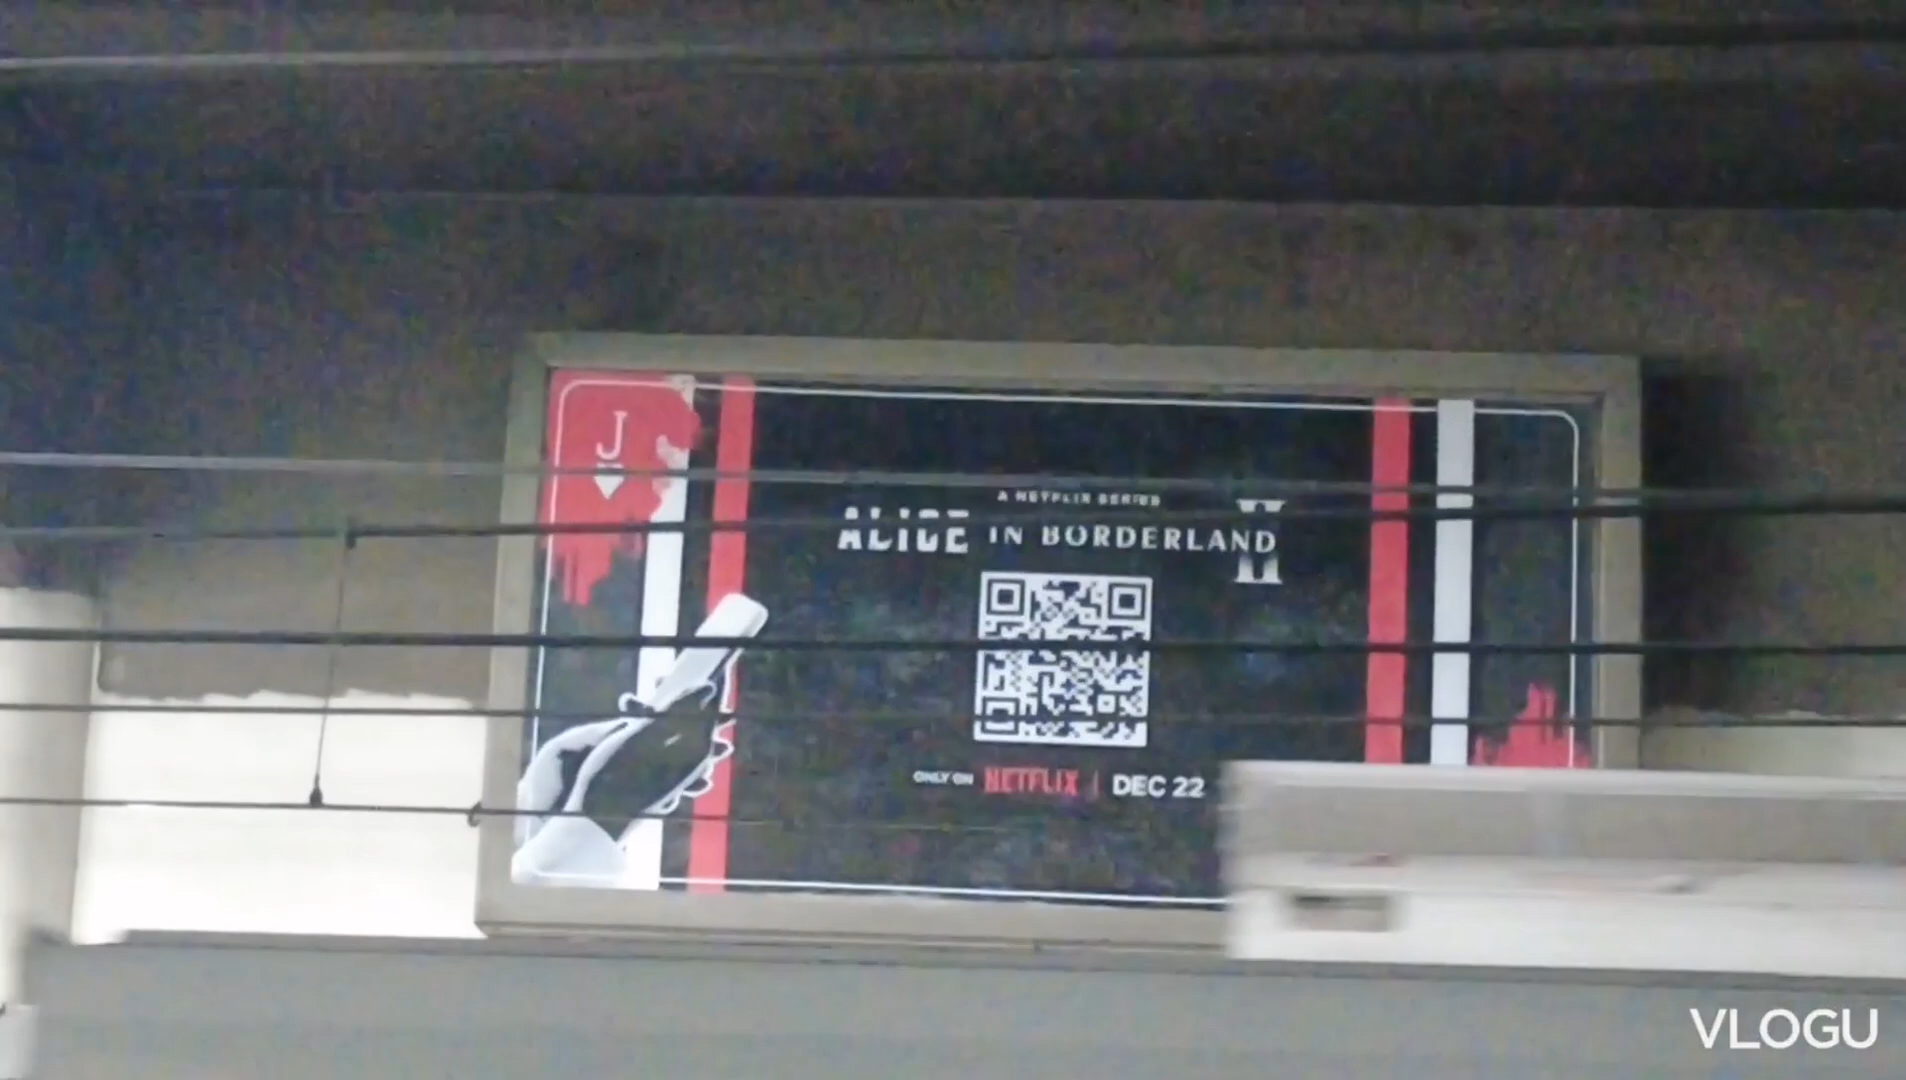 J
A NETFLIX SERIES
ALICE IN BORDERLAND
II
ONLY ON NETFLIX | DEC 22
VLOGU